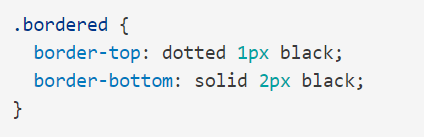 .bordered {
  border-top: dotted 1px black;
  border-bottom: solid 2px black;
}